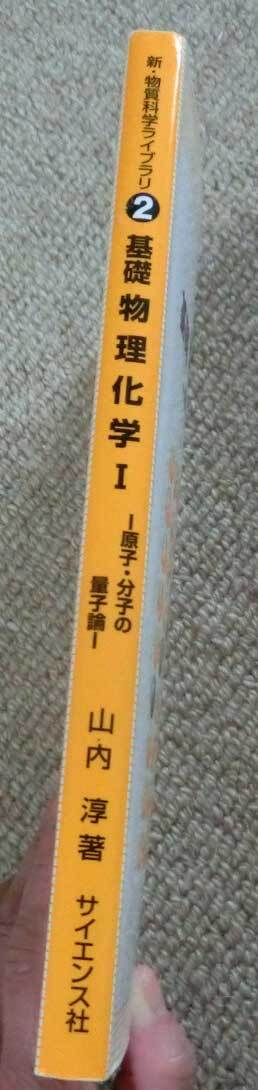 新・物質科学ライブラリ 2
基礎物理化学 I
ー原子・分子の
量子論ー
山内 淳 著
サイエンス社